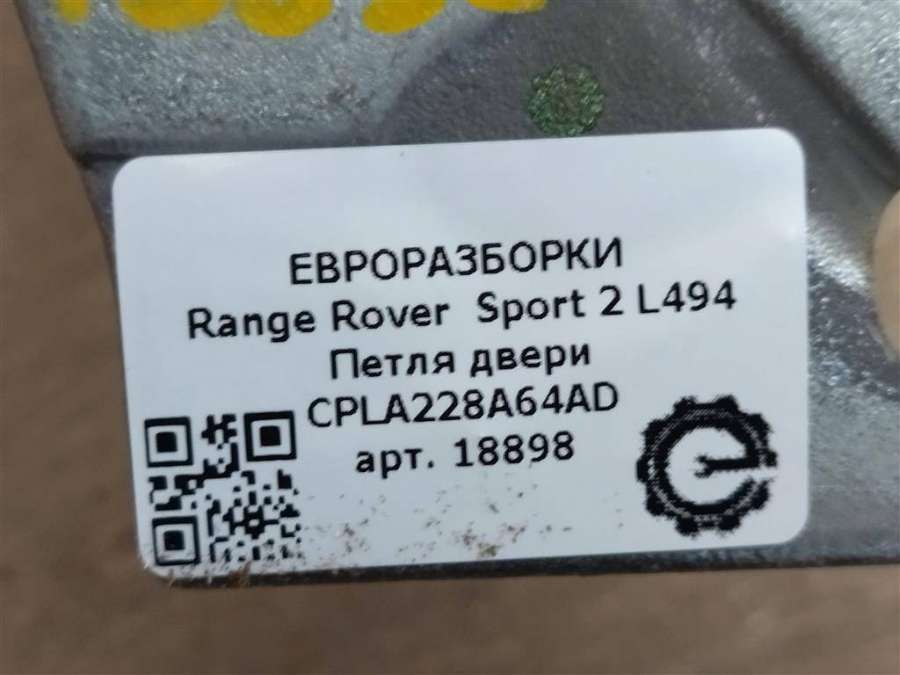 ЕВРОРАЗБОРКИ
Range Rover  Sport 2 L494
Петля двери
CPLA228A64AD
арт. 18898